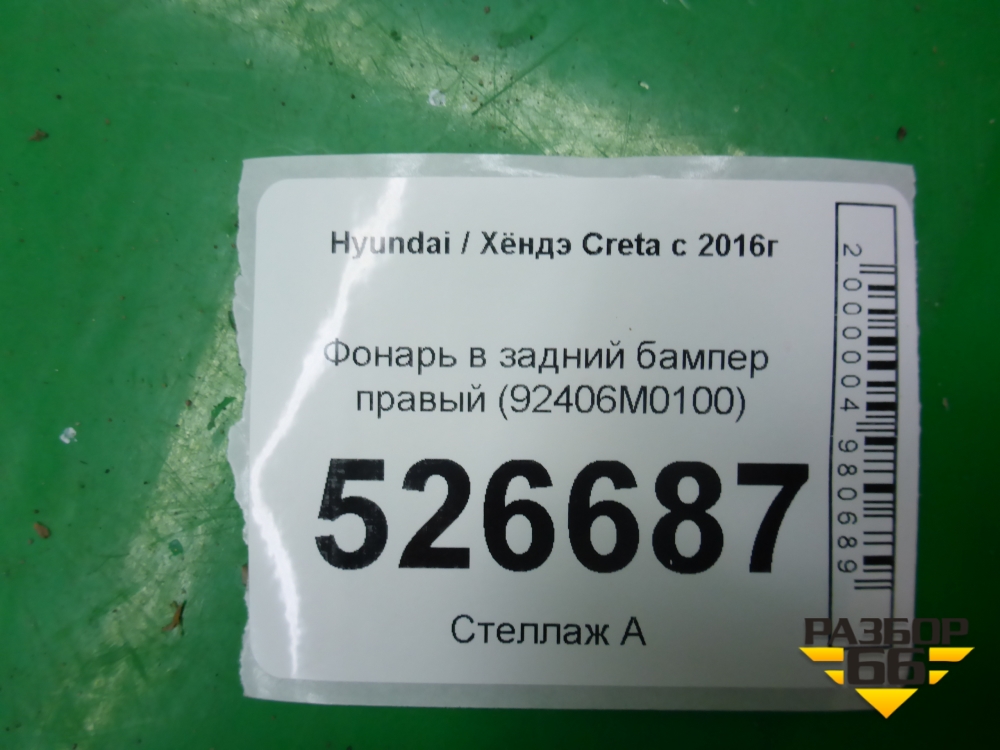 Hyundai / Хёндэ Creta с 2016г
Фонарь в задний бампер
правый (92406M0100)
526687
Стеллаж А
2000004980689
РАЗБОР
66